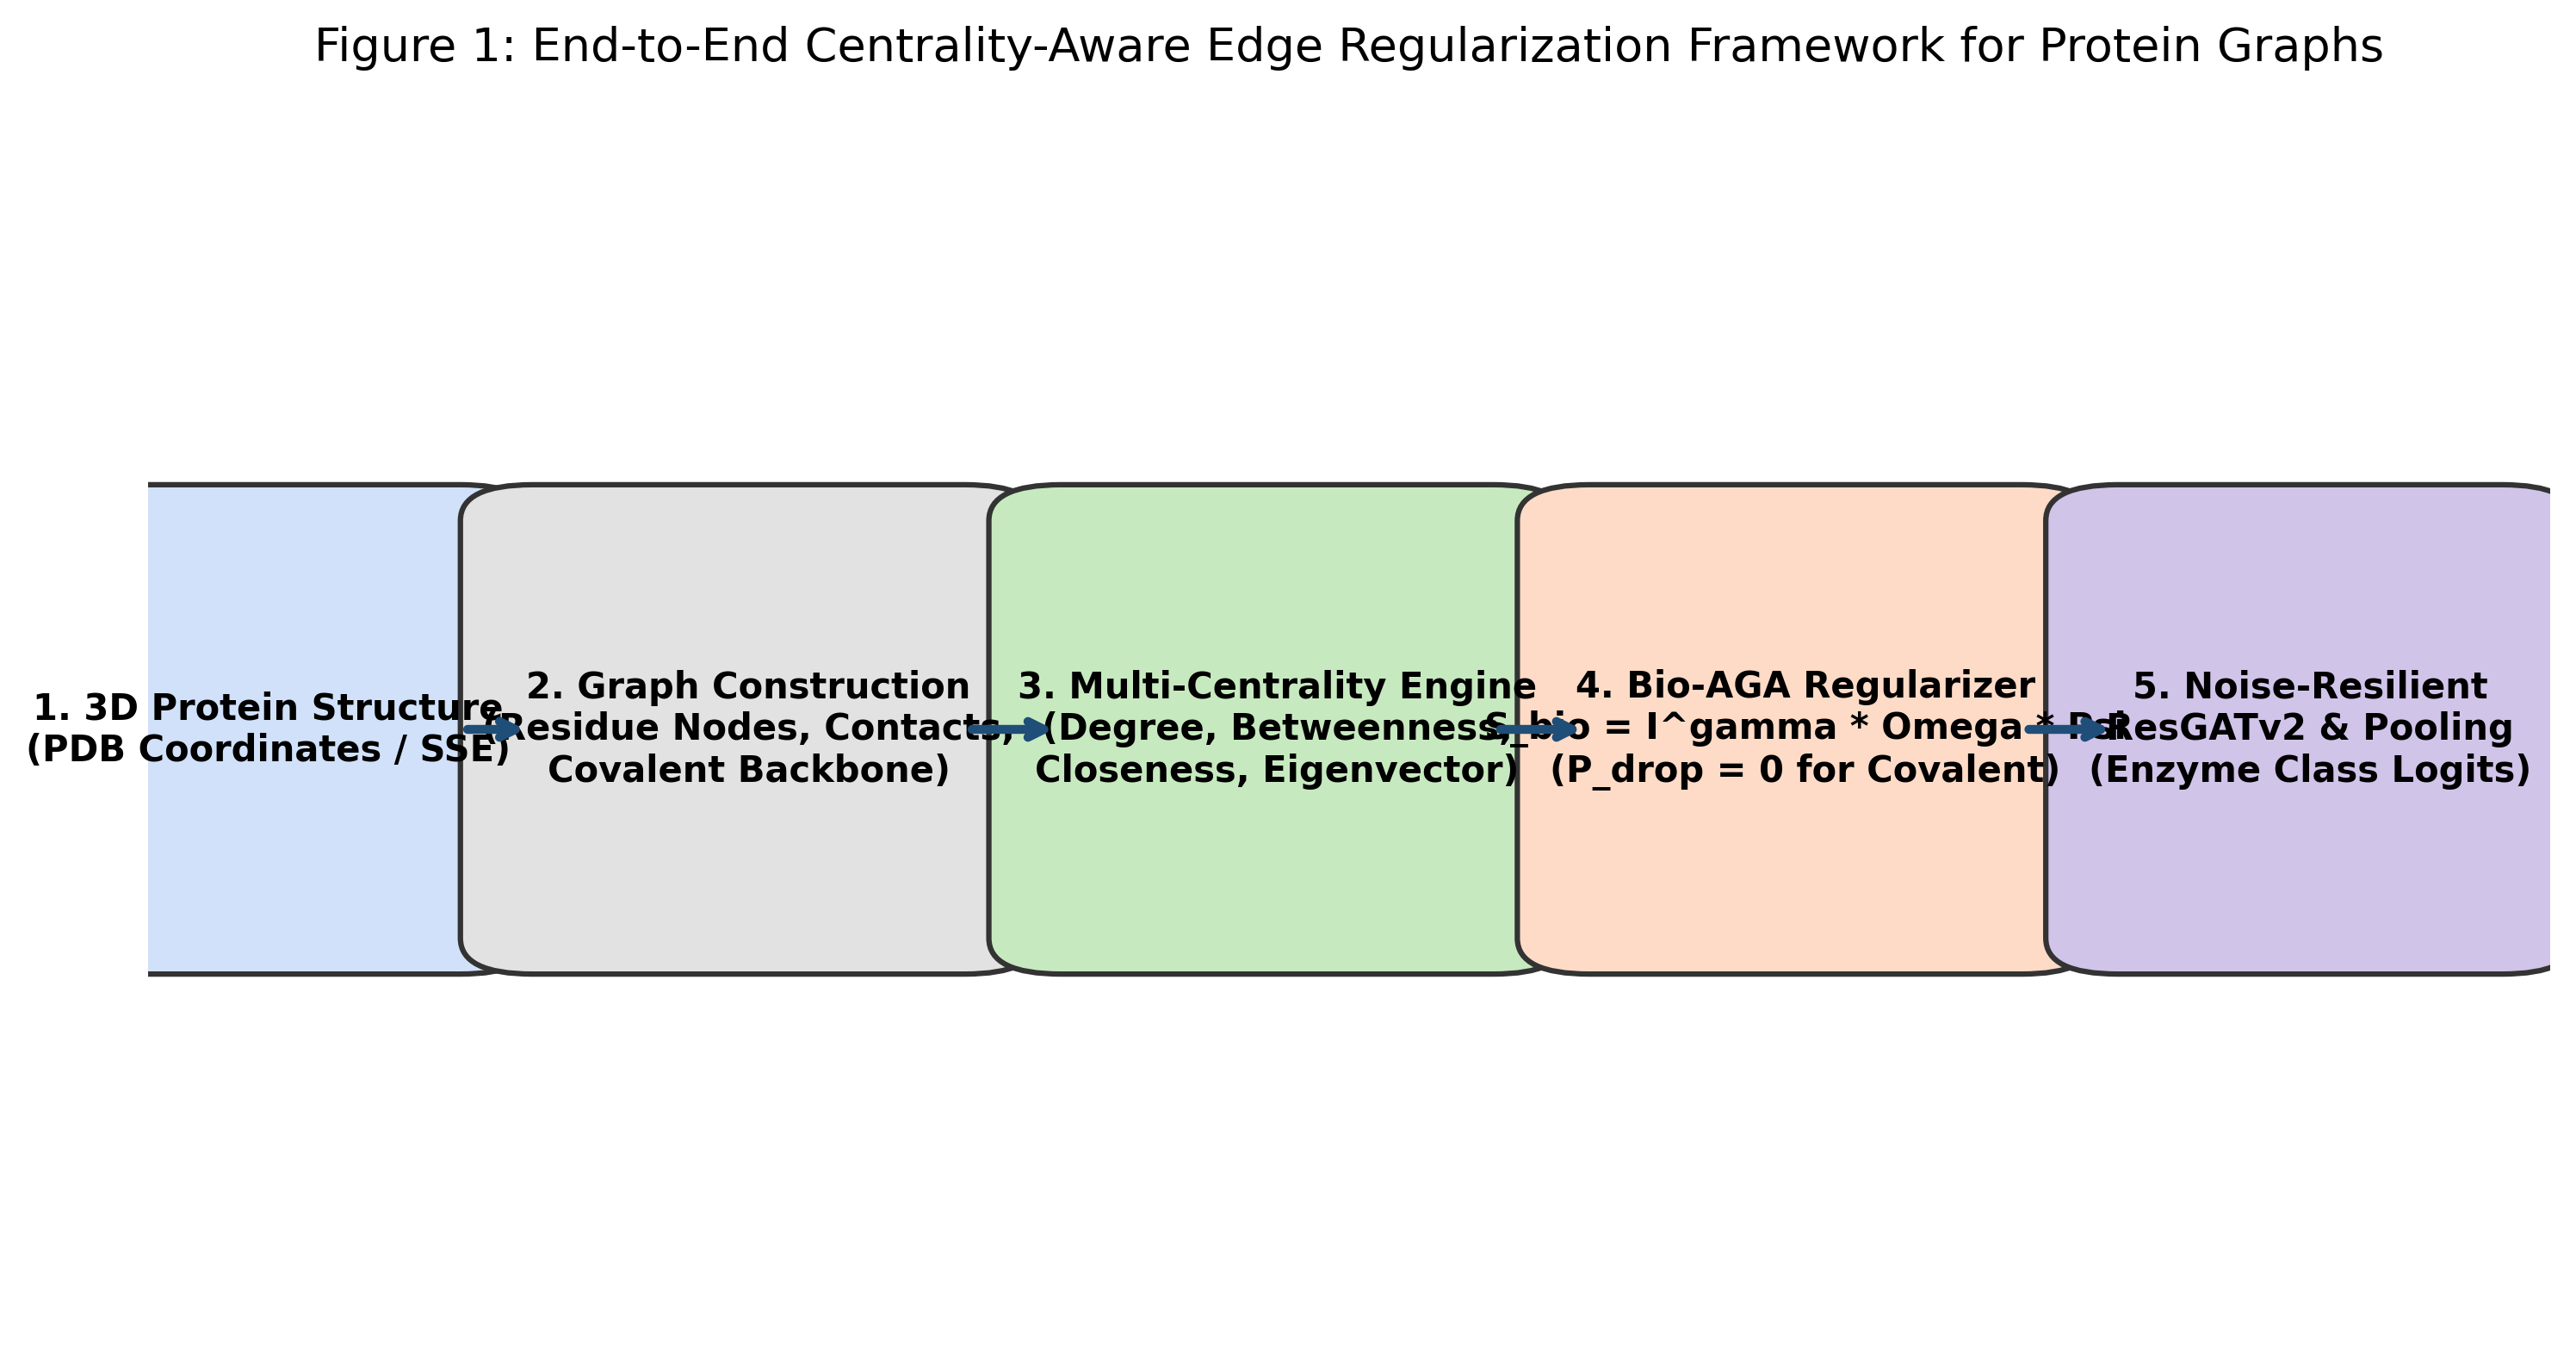 Figure 1: End-to-End Centrality-Aware Edge Regularization Framework for Protein Graphs
1. 3D Protein Structure
(PDB Coordinates / SSE)
2. Graph Construction
(Residue Nodes, Contacts,
Covalent Backbone)
3. Multi-Centrality Engine
(Degree, Betweenness,
Closeness, Eigenvector)
4. Bio-AGA Regularizer
S_bio = I^gamma * Omega * Psi
(P_drop = 0 for Covalent)
5. Noise-Resilient
ResGATv2 & Pooling
(Enzyme Class Logits)